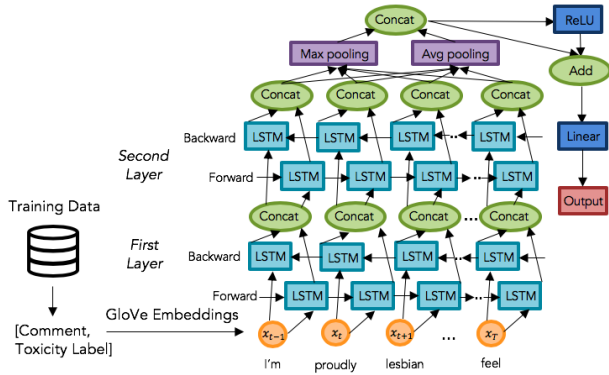 Concat
ReLU
Max pooling
Avg pooling
Add
Concat
Concat
Concat
Concat
Backward
LSTM
LSTM
LSTM
LSTM
Linear
Second
Layer
Forward
LSTM
LSTM
LSTM
LSTM
Output
Training Data
Concat
Concat
Concat
...
Concat
First
Layer
Backward
LSTM
LSTM
LSTM
LSTM
Forward
LSTM
LSTM
LSTM
LSTM
GloVe Embeddings
[Comment,
Toxicity Label]
x_{t-1}
x_t
x_{t+1}
...
x_T
I'm
proudly
lesbian
...
feel